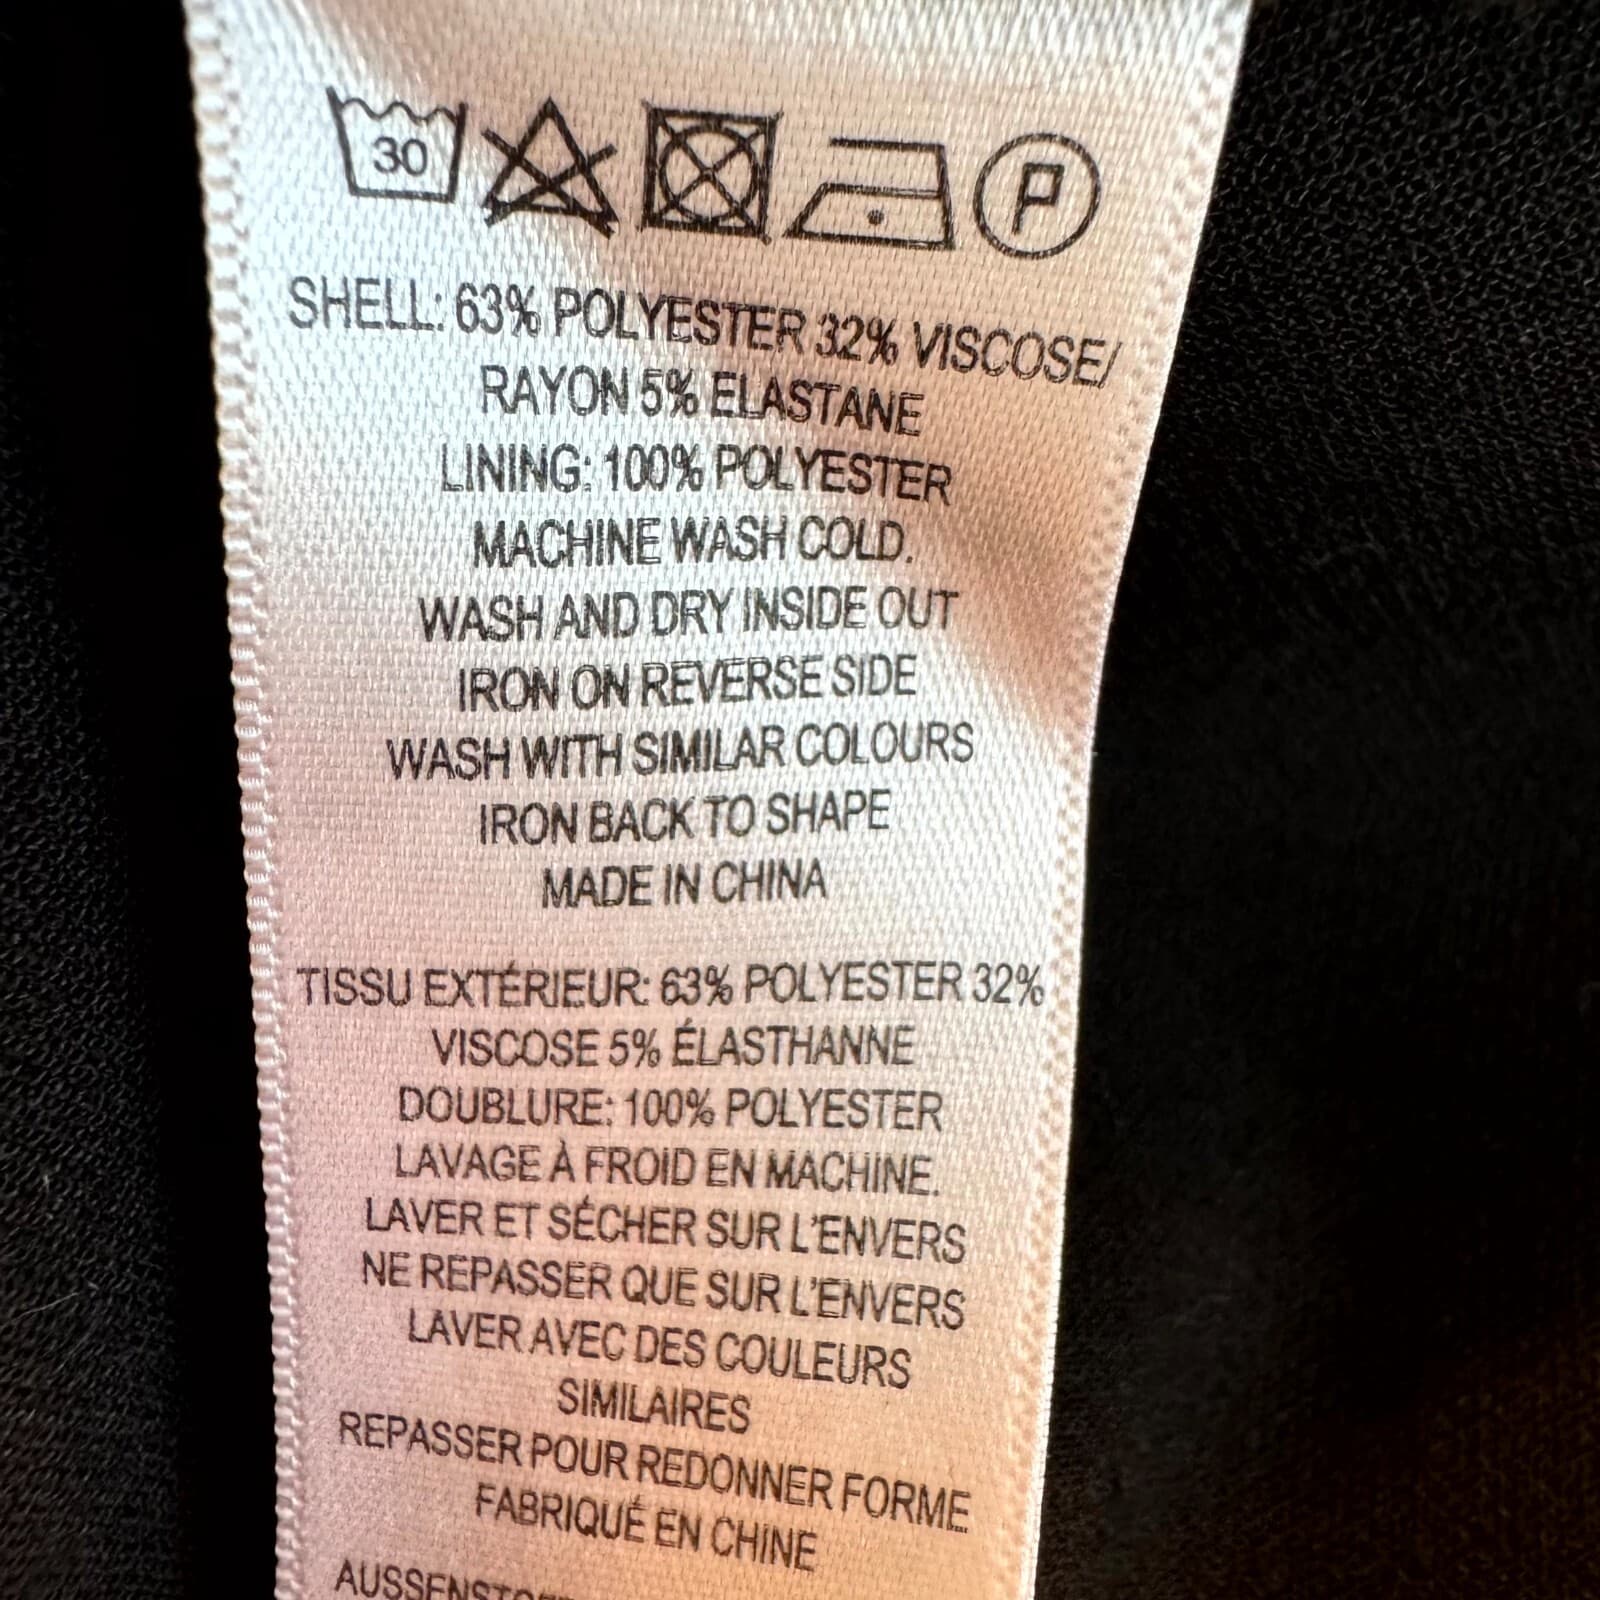 30
P
SHELL: 63% POLYESTER 32% VISCOSE/
RAYON 5% ELASTANE
LINING: 100% POLYESTER
MACHINE WASH COLD.
WASH AND DRY INSIDE OUT
IRON ON REVERSE SIDE
WASH WITH SIMILAR COLOURS
IRON BACK TO SHAPE
MADE IN CHINA
TISSU EXTÉRIEUR: 63% POLYESTER 32%
VISCOSE 5% ÉLASTHANNE
DOUBLURE: 100% POLYESTER
LAVAGE À FROID EN MACHINE.
LAVER ET SÉCHER SUR L'ENVERS
NE REPASSER QUE SUR L'ENVERS
LAVER AVEC DES COULEURS
SIMILAIRES
REPASSER POUR REDONNER FORME
FABRIQUÉ EN CHINE